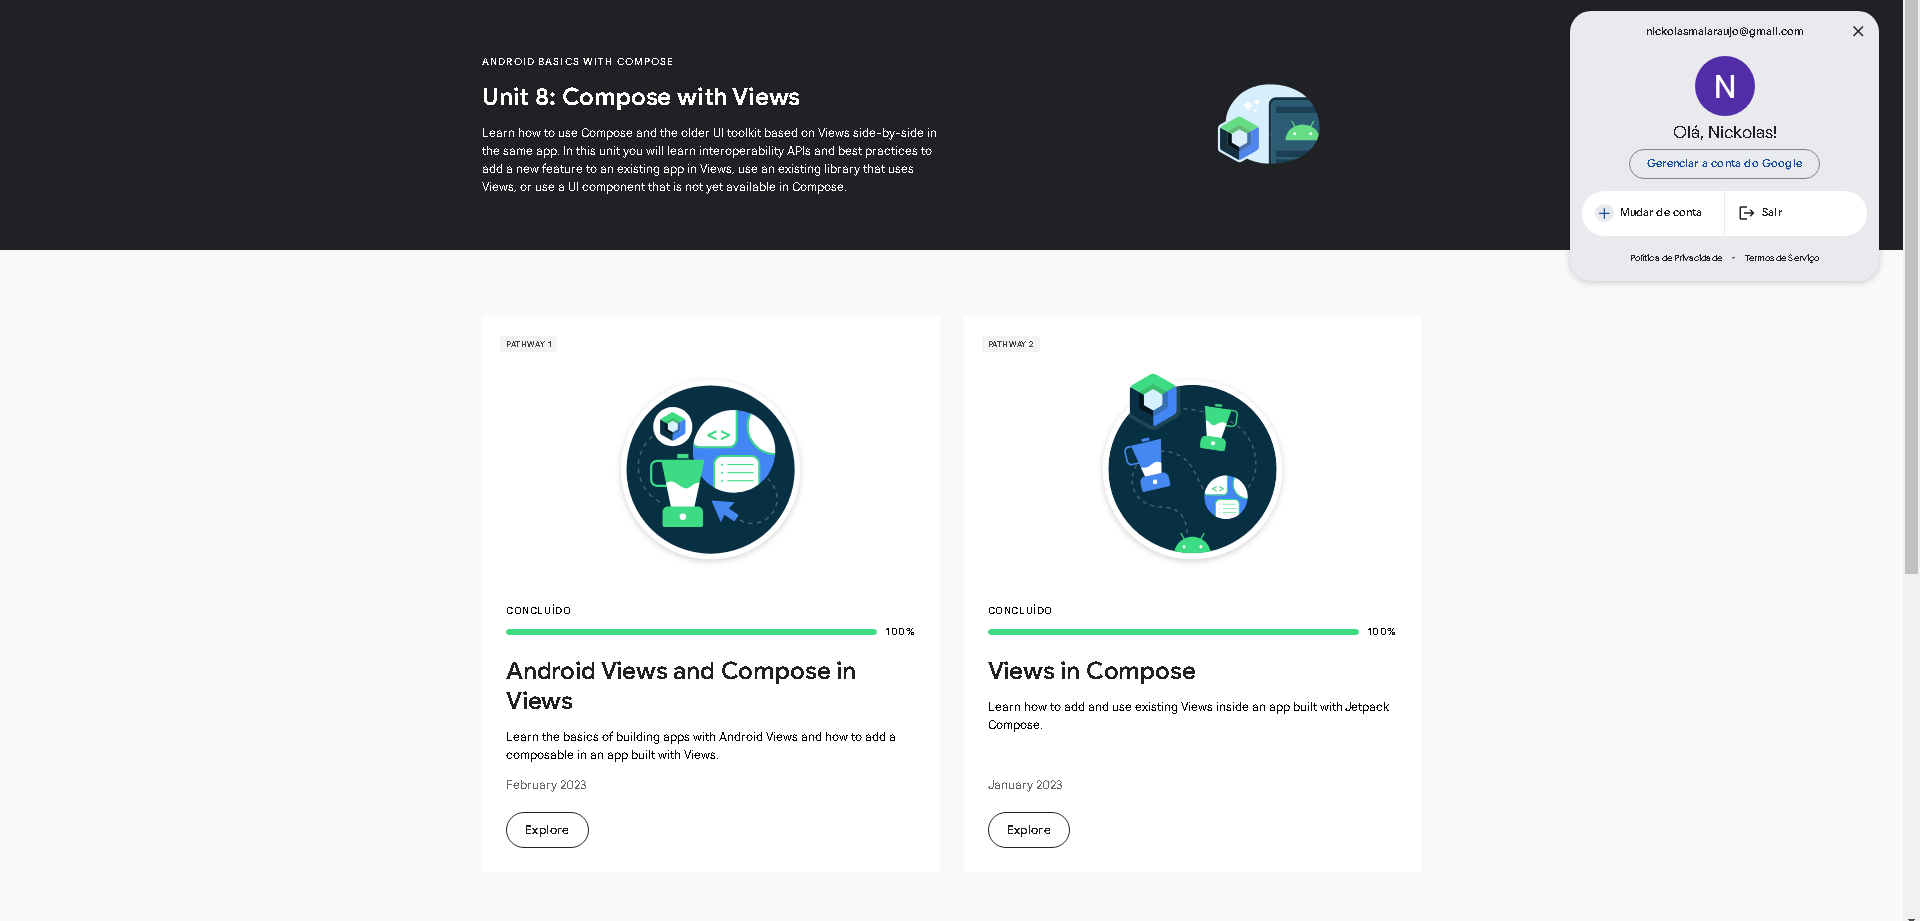 ANDROID BASICS WITH COMPOSE
Unit 8: Compose with Views
Learn how to use Compose and the older UI toolkit based on Views side-by-side in
the same app. In this unit you will learn interoperability APIs and best practices to
add a new feature to an existing app in Views, use an existing library that uses
Views, or use a UI component that is not yet available in Compose.
nickolasmalaraujo@gmail.com
N
Olá, Nickolas!
Gerenciar a conta do Google
Mudar de conta
Sair
Política de Privacidade • Termos de Serviço
PATHWAY 1
<>
CONCLUÍDO
100%
Android Views and Compose in
Views
Learn the basics of building apps with Android Views and how to add a
composable in an app built with Views.
February 2023
Explore
PATHWAY 2
<>
CONCLUÍDO
100%
Views in Compose
Learn how to add and use existing Views inside an app built with Jetpack
Compose.
January 2023
Explore